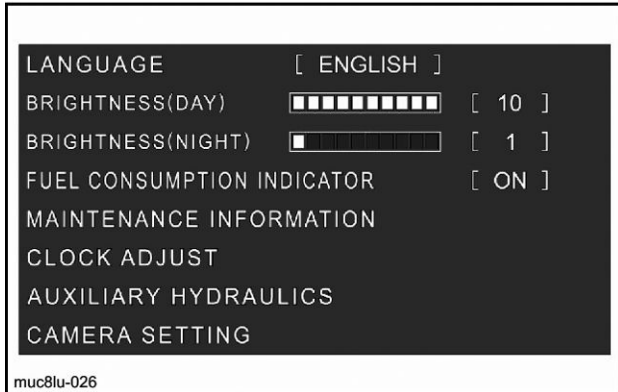 LANGUAGE [ ENGLISH ]
BRIGHTNESS(DAY) [ 10 ]
BRIGHTNESS(NIGHT) [ 1 ]
FUEL CONSUMPTION INDICATOR [ ON ]
MAINTENANCE INFORMATION
CLOCK ADJUST
AUXILIARY HYDRAULICS
CAMERA SETTING
muc8lu-026